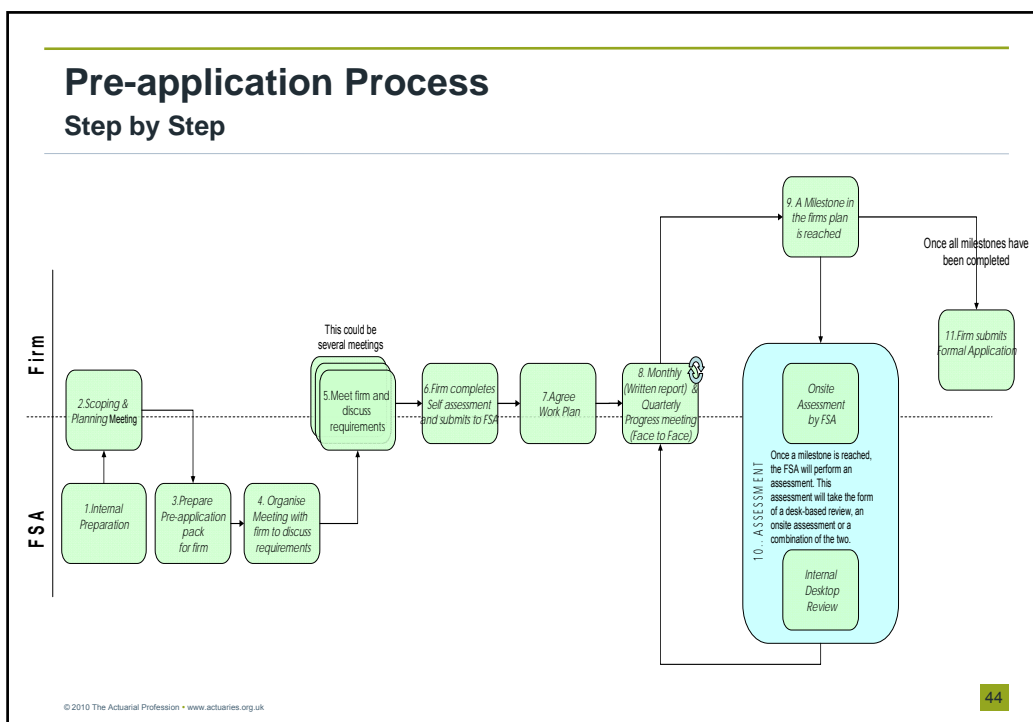 Pre-application Process
Step by Step
Firm
FSA
2.Scoping &
Planning Meeting
1.Internal
Preparation
3.Prepare
Pre-application
pack
for firm
4. Organise
Meeting with
firm to discuss
requirements
This could be
several meetings
5.Meet firm and
discuss
requirements
6.Firm completes
Self assessment
and submits to FSA
7.Agree
Work Plan
8. Monthly
(Written report) &
Quarterly
Progress meeting
(Face to Face)
9. A Milestone in
the firms plan
is reached
Once all milestones have
been completed
11.Firm submits
Formal Application
10.. ASSESSMENT
Onsite
Assessment
by FSA
Once a milestone is reached,
the FSA will perform an
assessment. This
assessment will take the form
of a desk-based review, an
onsite assessment or a
combination of the two.
Internal
Desktop
Review
© 2010 The Actuarial Profession • www.actuaries.org.uk
44